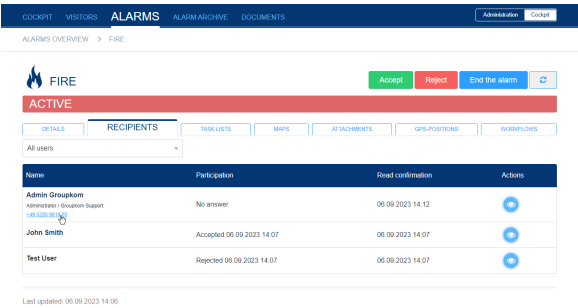 COCKPIT VISITORS ALARMS ALARM ARCHIVE DOCUMENTS Administration Cockpit
ALARMS OVERVIEW > FIRE
FIRE Accept Reject End the alarm
ACTIVE
DETAILS RECIPIENTS TASK LISTS MAPS ATTACHMENTS GPS-POSITIONS WORKFLOWS
All users
Name Participation Read confirmation Actions
Admin Groupkom
Administrator / Groupkom Support
No answer 06.09.2023 14:12
+49 5205
John Smith Accepted 06.09.2023 14:07 06.09.2023 14:07
Test User Rejected 06.09.2023 14:07 06.09.2023 14:07
Last updated: 06.09.2023 14:06